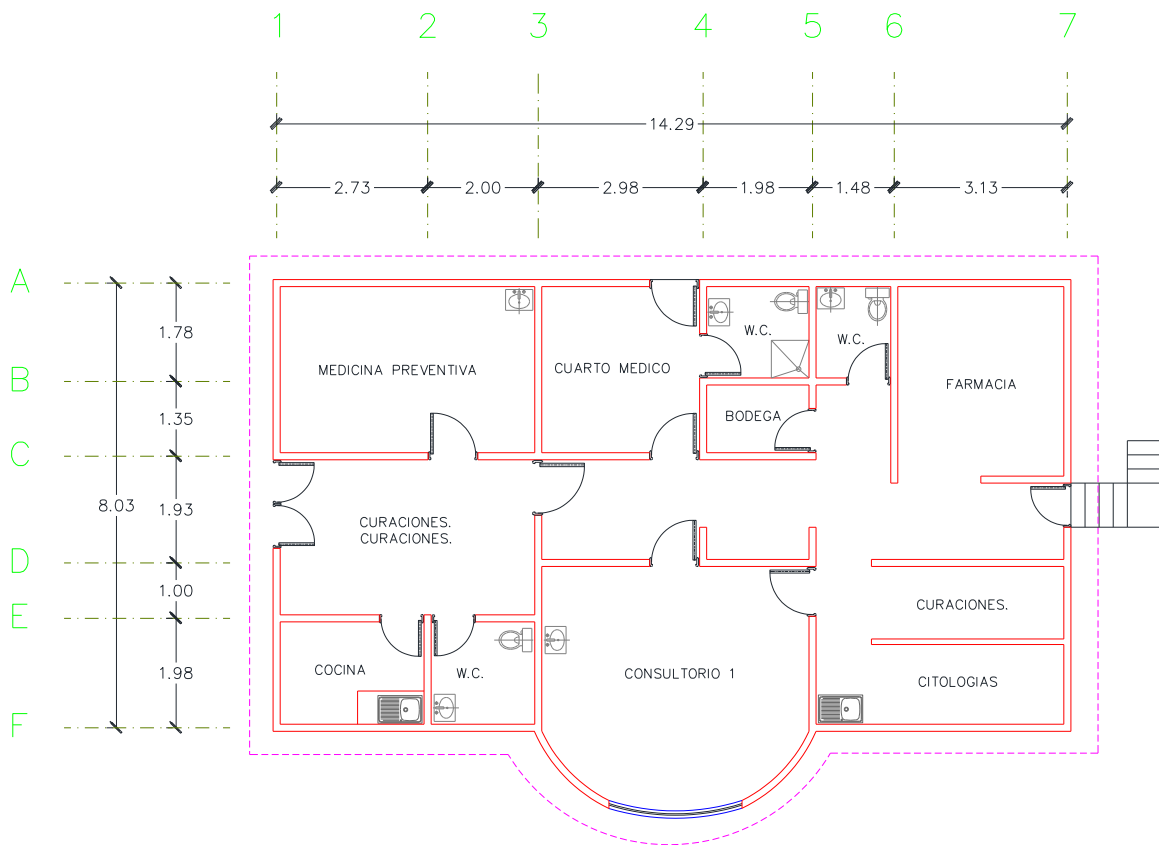 1 2 3 4 5 6 7
14.29
2.73 2.00 2.98 1.98 1.48 3.13
A
B
C
D
E
F
1.78
1.35
1.93
1.00
1.98
8.03
MEDICINA PREVENTIVA
CUARTO MEDICO
W.C.
W.C.
BODEGA
FARMACIA
CURACIONES.
CURACIONES.
CURACIONES.
COCINA
W.C.
CONSULTORIO 1
CITOLOGIAS